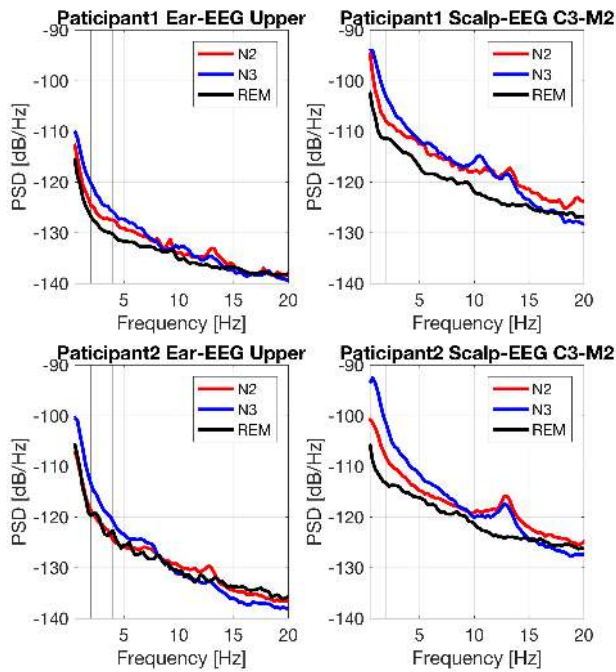 Paticipant1 Ear-EEG Upper
-90
-100
-110
-120
-130
-140
PSD [dB/Hz]
N2
N3
REM
5 10 15 20
Frequency [Hz]
Paticipant1 Scalp-EEG C3-M2
-90
-100
-110
-120
-130
-140
PSD [dB/Hz]
N2
N3
REM
5 10 15 20
Frequency [Hz]
Paticipant2 Ear-EEG Upper
-90
-100
-110
-120
-130
-140
PSD [dB/Hz]
N2
N3
REM
5 10 15 20
Frequency [Hz]
Paticipant2 Scalp-EEG C3-M2
-90
-100
-110
-120
-130
-140
PSD [dB/Hz]
N2
N3
REM
5 10 15 20
Frequency [Hz]